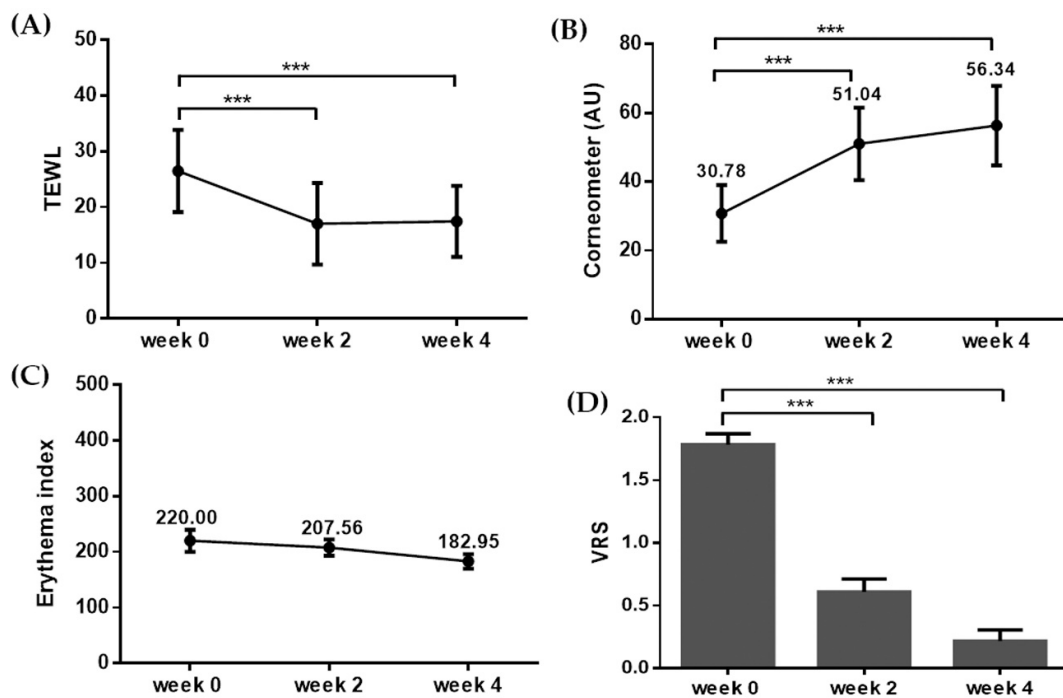 (A)
50
40
30
20
10
0
TEWL
***
***
week 0 week 2 week 4
(B)
80
60
40
20
0
Corneometer (AU)
***
***
30.78
51.04
56.34
week 0 week 2 week 4
(C)
500
400
300
200
100
0
Erythema index
220.00
207.56
182.95
week 0 week 2 week 4
(D)
2.0
1.5
1.0
0.5
0.0
VRS
***
***
week 0 week 2 week 4